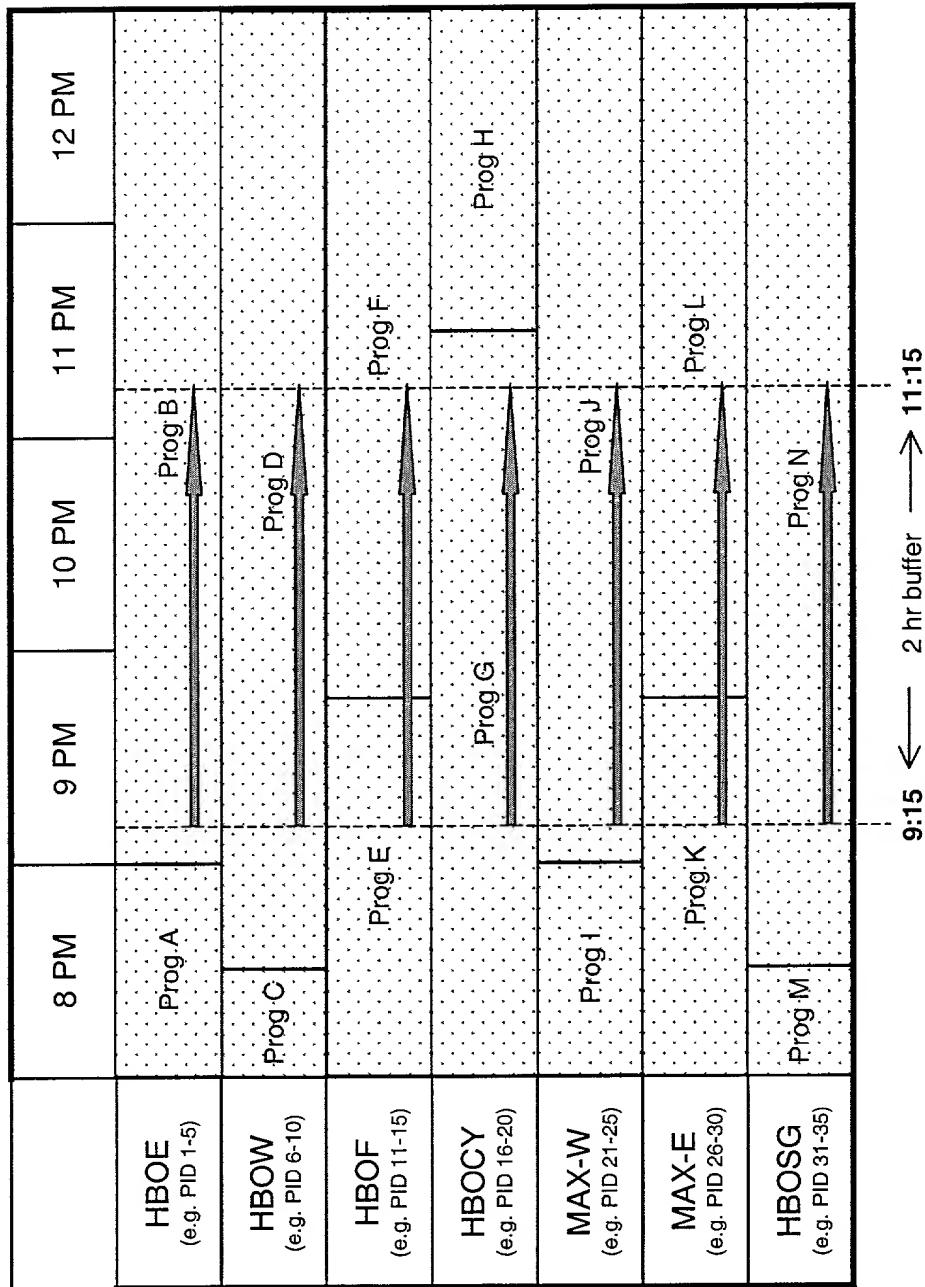 8 PM
9 PM
10 PM
11 PM
12 PM
HBOE
(e.g. PID 1-5)
Prog A
Prog B
HBOW
(e.g. PID 6-10)
Prog C
Prog D
HBOF
(e.g. PID 11-15)
Prog E
Prog F
HBOCY
(e.g. PID 16-20)
Prog G
Prog H
MAX-W
(e.g. PID 21-25)
Prog I
Prog J
MAX-E
(e.g. PID 26-30)
Prog K
Prog L
HBOSG
(e.g. PID 31-35)
Prog M
Prog N
9:15 ← 2 hr buffer → 11:15